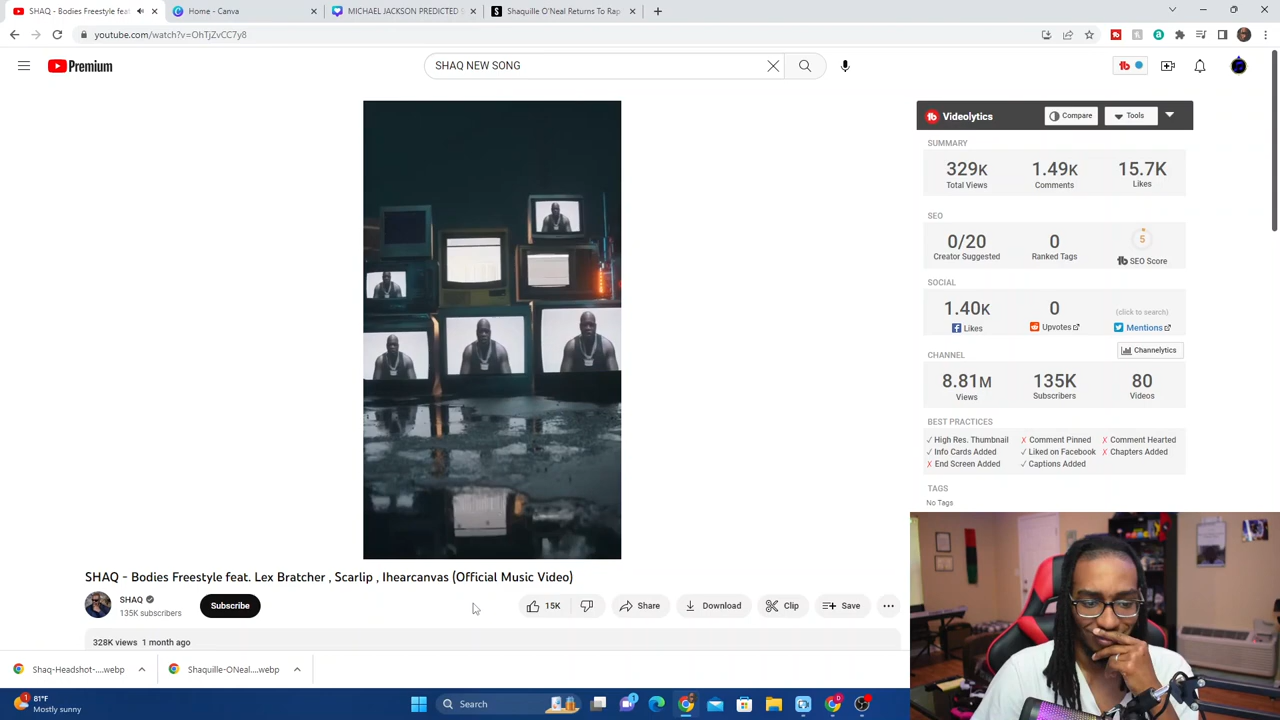 SHAQ - Bodies Freestyle feat
Home - Canva
MICHAEL JACKSON PREDICTED
Shaquille O'Neal Returns To Rap
youtube.com/watch?v=OhTjZvCC7y8
Premium
SHAQ NEW SONG
Videolytics
Compare
Tools
SUMMARY
329K
1.49K
15.7K
Total Views
Comments
Likes
SEO
0/20
0
5
Creator Suggested
Ranked Tags
SEO Score
SOCIAL
1.40K
0
(click to search)
Likes
Upvotes
Mentions
CHANNEL
Channelytics
8.81M
135K
80
Views
Subscribers
Videos
BEST PRACTICES
✓ High Res. Thumbnail
✗ Comment Pinned
✗ Comment Hearted
✓ Info Cards Added
✓ Liked on Facebook
✗ Chapters Added
✗ End Screen Added
✓ Captions Added
TAGS
No Tags
SHAQ - Bodies Freestyle feat. Lex Bratcher , Scarlip , Ihearcanvas (Official Music Video)
SHAQ
135K subscribers
Subscribe
15K
Share
Download
Clip
Save
328K views 1 month ago
Shaq-Headshot-....webp
Shaquille-ONeal....webp
81°F
Mostly sunny
Search